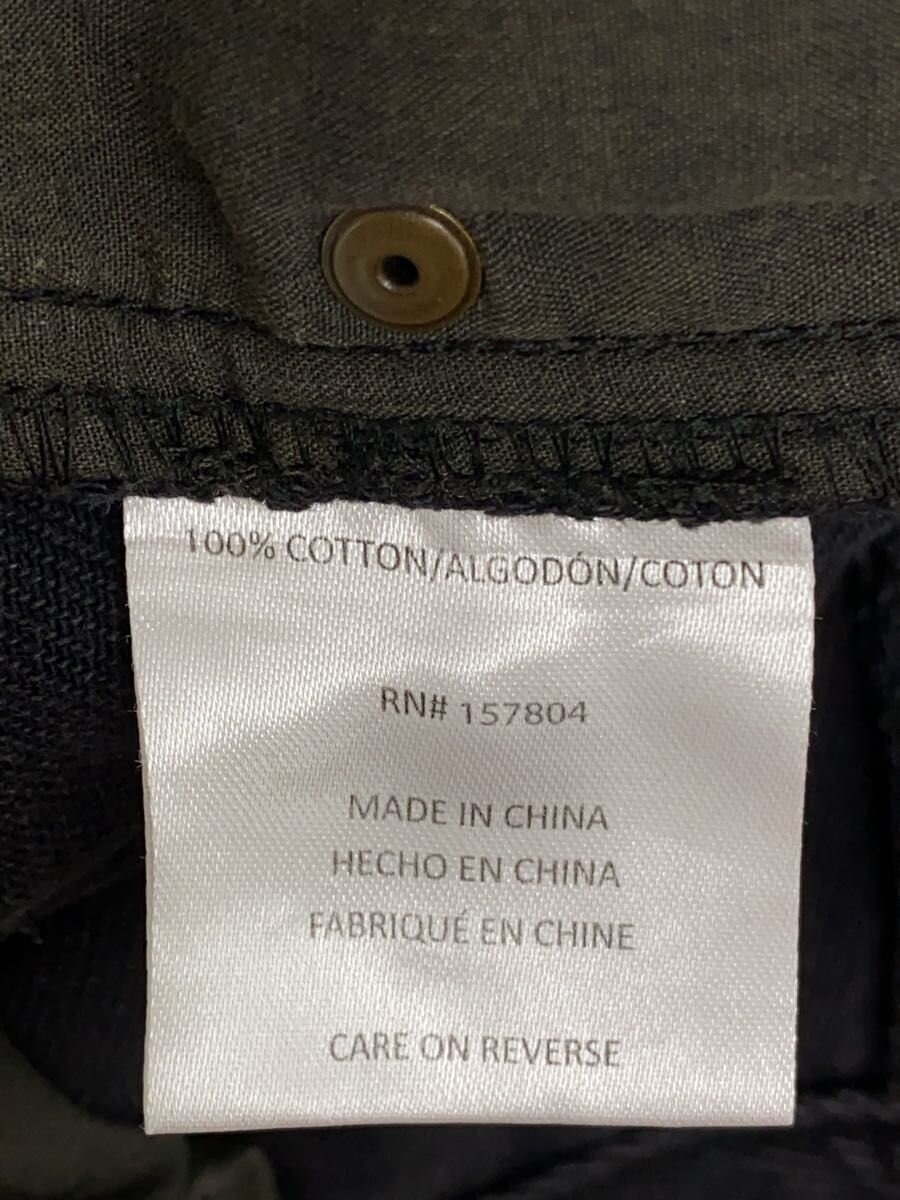 100% COTTON/ALGODÓN/COTON
RN# 157804
MADE IN CHINA
HECHO EN CHINA
FABRIQUÉ EN CHINE
CARE ON REVERSE